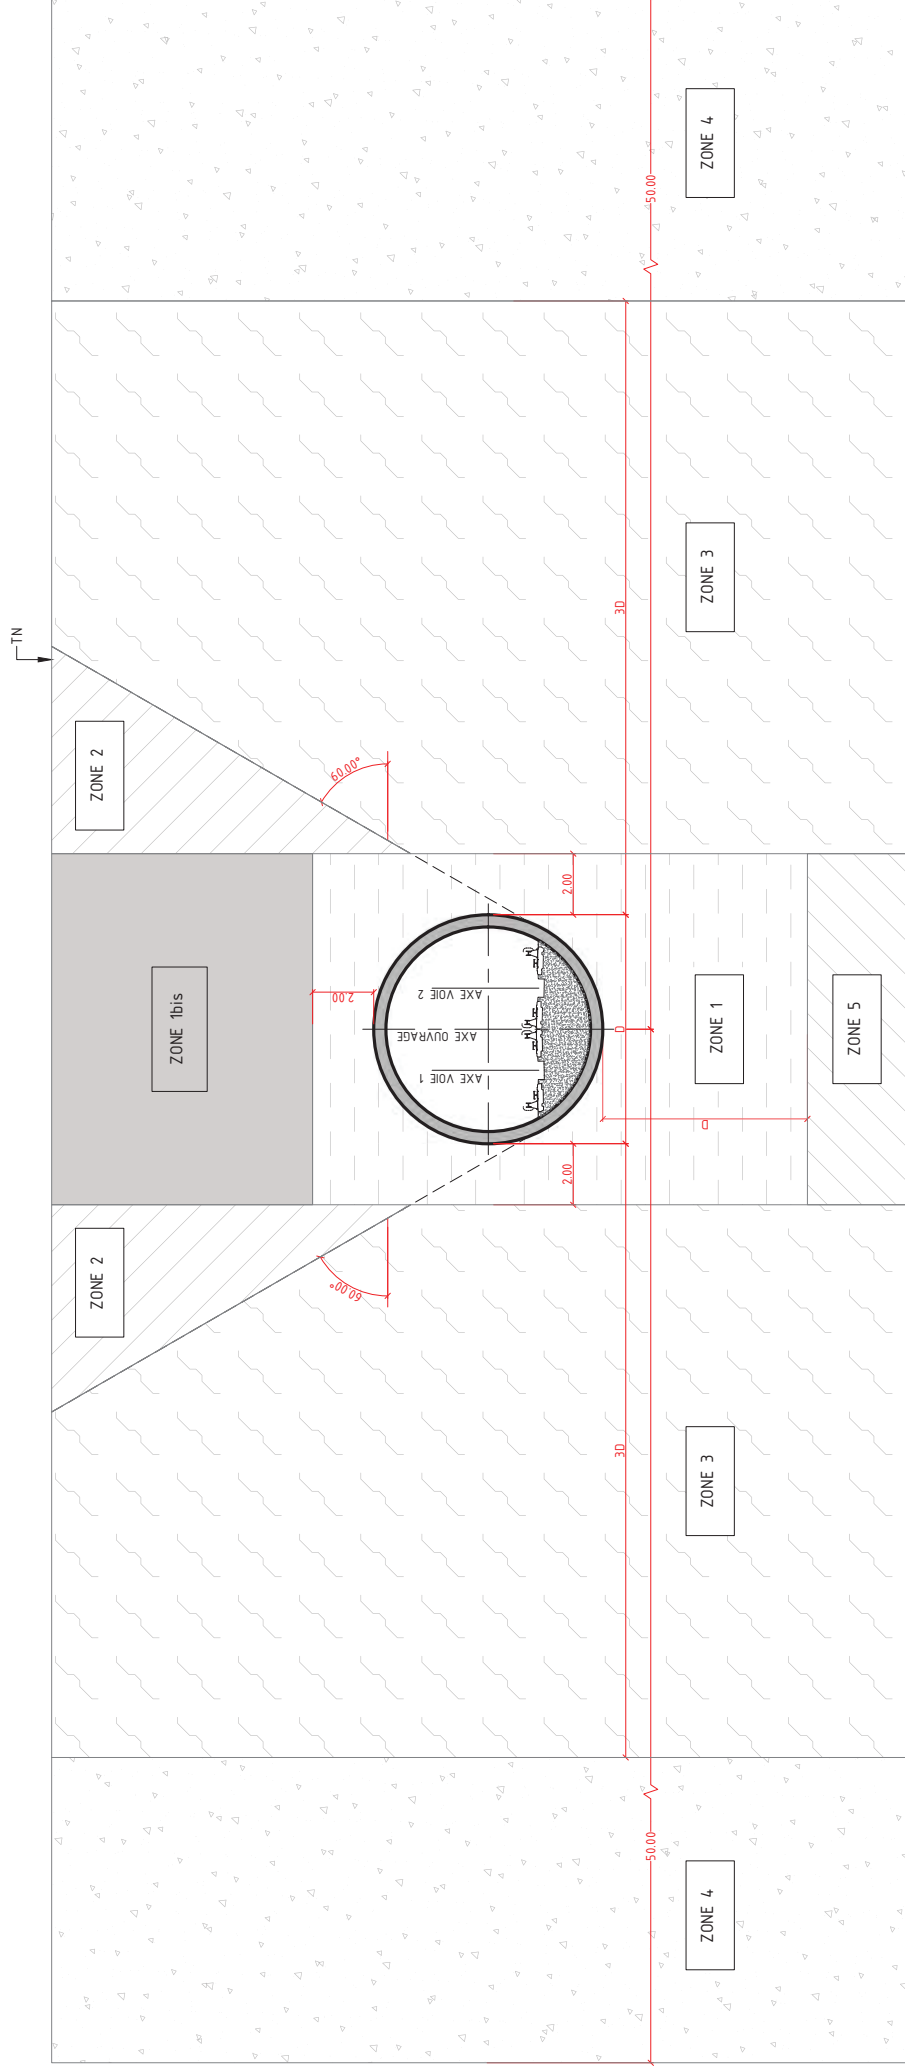 TN
ZONE 2
ZONE 1bis
ZONE 2
60.00°
60.00°
2.00
AXE VOIE 1
AXE OUVRAGE
AXE VOIE 2
2.00
2.00
3D
D
3D
50.00
50.00
D
ZONE 4
ZONE 3
ZONE 1
ZONE 3
ZONE 4
ZONE 5